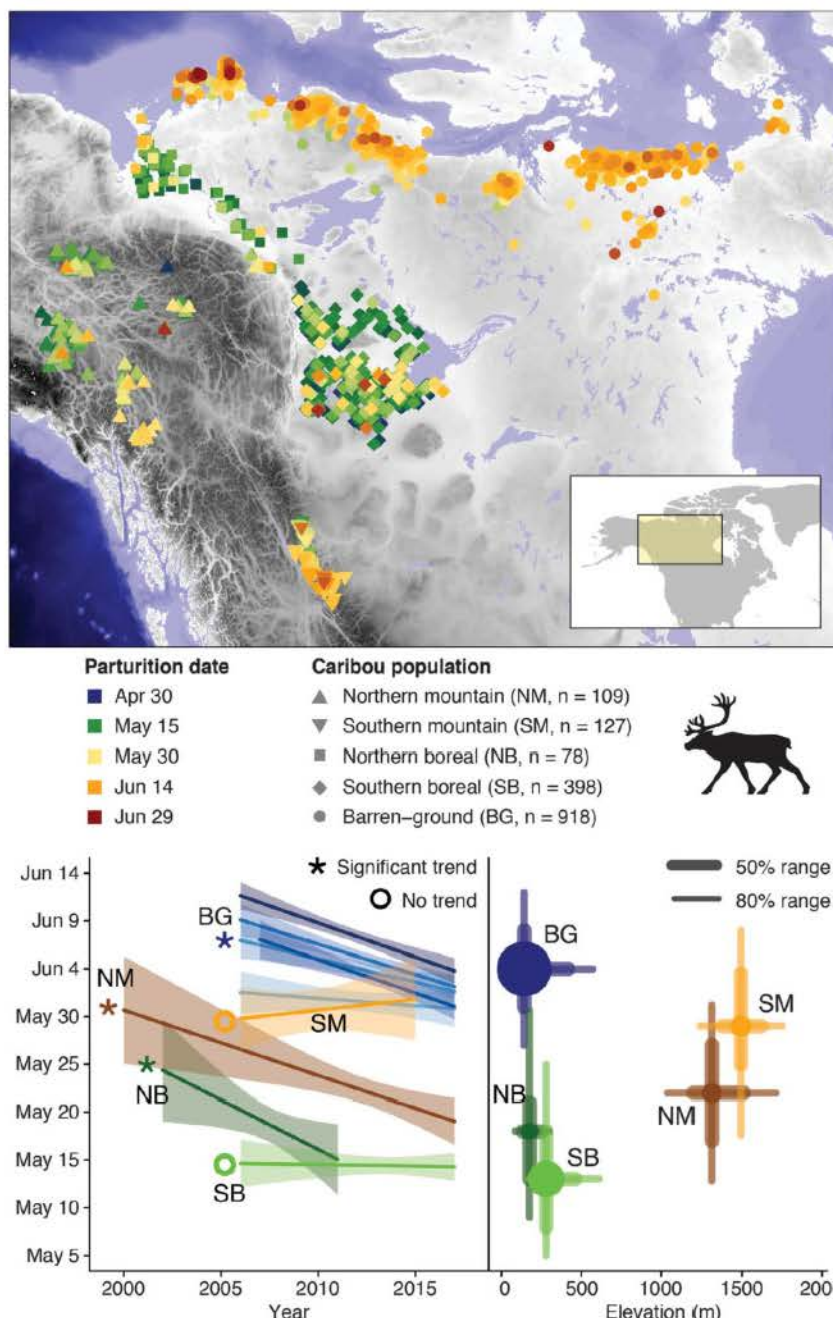 Parturition date
Caribou population
Apr 30
Northern mountain (NM, n = 109)
May 15
Southern mountain (SM, n = 127)
May 30
Northern boreal (NB, n = 78)
Jun 14
Southern boreal (SB, n = 398)
Jun 29
Barren–ground (BG, n = 918)
Jun 14
Significant trend
50% range
No trend
80% range
Jun 9
BG
BG
Jun 4
NM
SM
May 30
SM
May 25
NB
NB
NM
May 20
SB
May 15
SB
May 10
May 5
2000
2005
2010
2015
0
500
1000
1500
200
Year
Elevation (m)